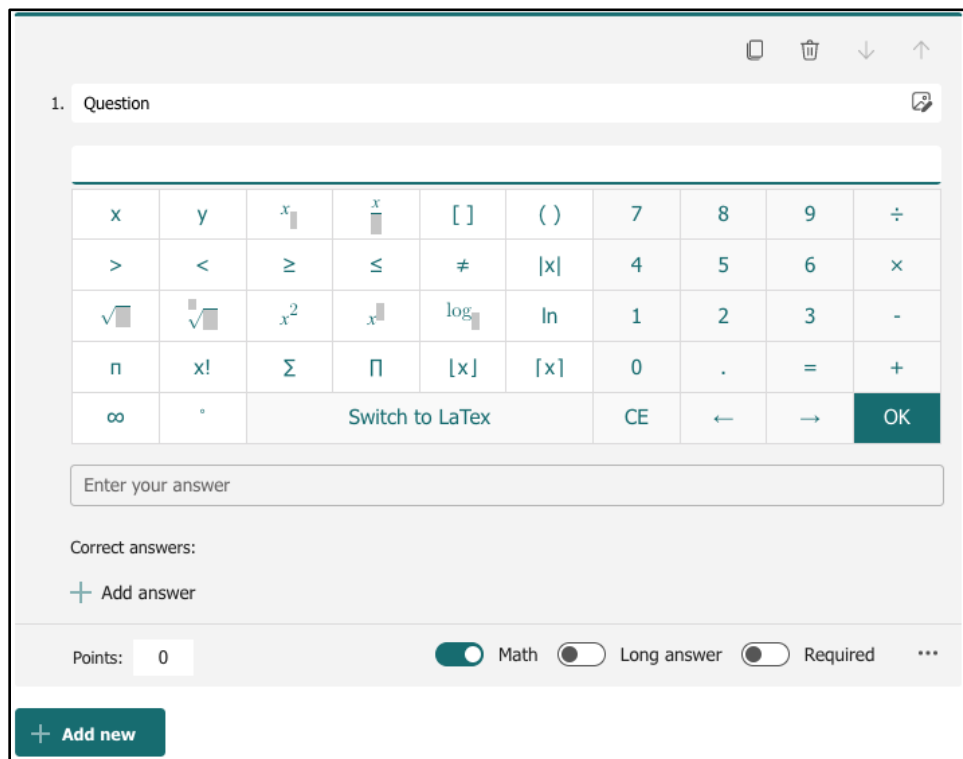 1. Question
x y x x [ ] ( ) 7 8 9 ÷
> < ≥ ≤ ≠ |x| 4 5 6 ×
√ √ x² x log ln 1 2 3 -
п x! Σ ∏ ⌊x⌋ ⌈x⌉ 0 . = +
∞ ° Switch to LaTex CE ← → OK
Enter your answer
Correct answers:
+ Add answer
Points: 0 Math Long answer Required ...
+ Add new